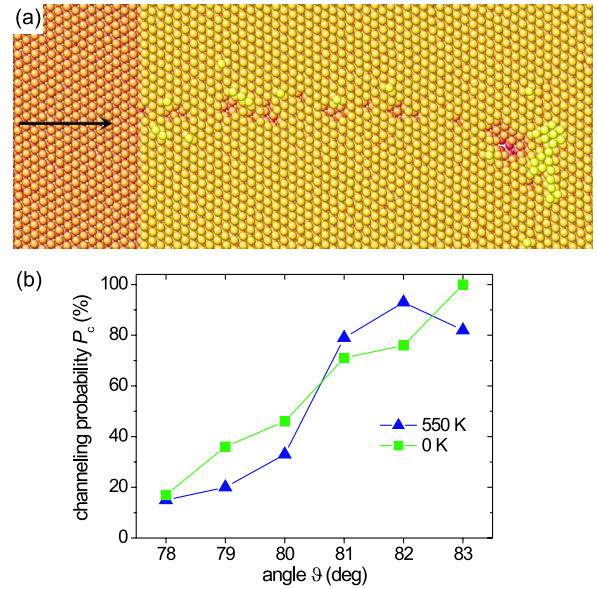 (a)
(b)
channeling probability P_c (%)
100
80
60
40
20
0
550 K
0 K
78 79 80 81 82 83
angle ϑ (deg)